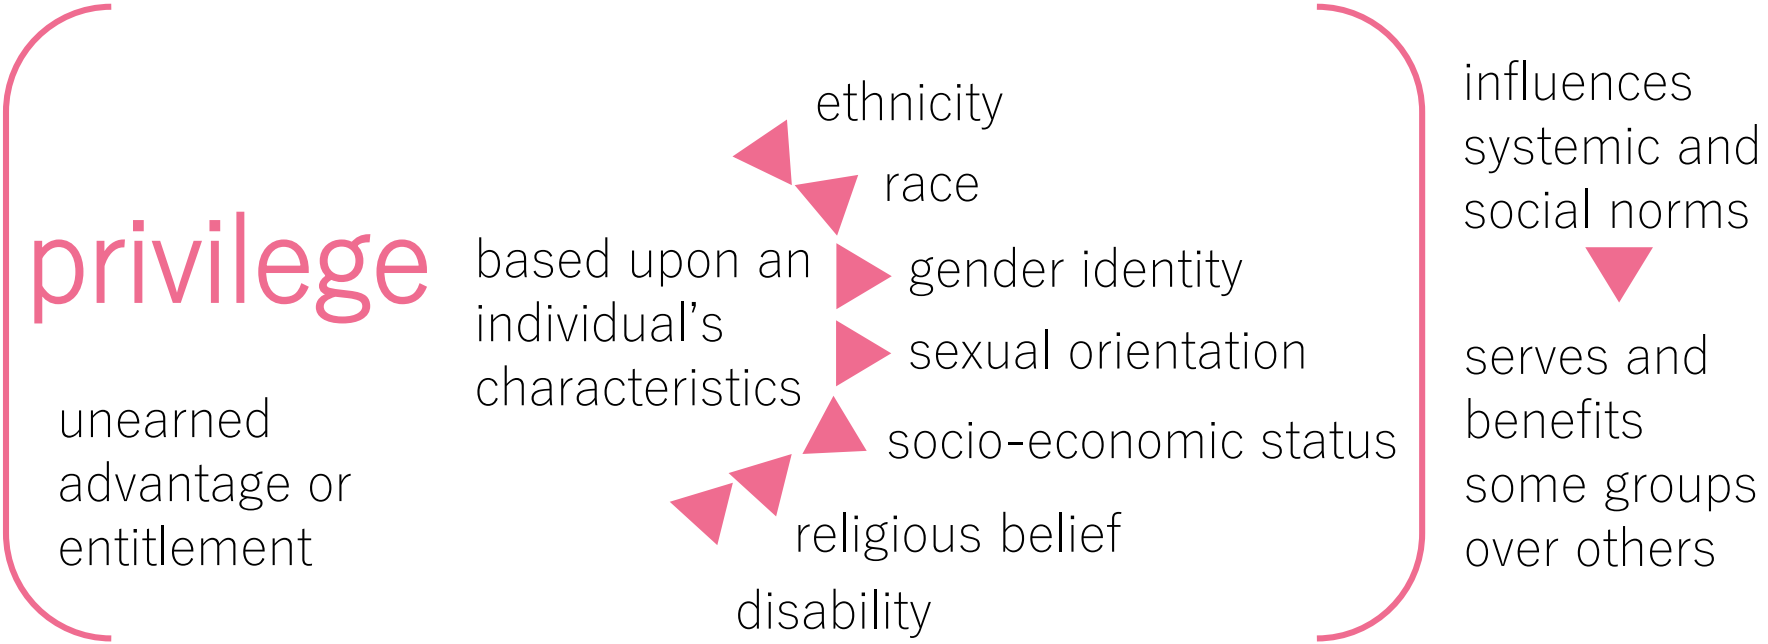 privilege
unearned
advantage or
entitlement
based upon an
individual's
characteristics
ethnicity
race
gender identity
sexual orientation
socio-economic status
religious belief
disability
influences
systemic and
social norms
serves and
benefits
some groups
over others